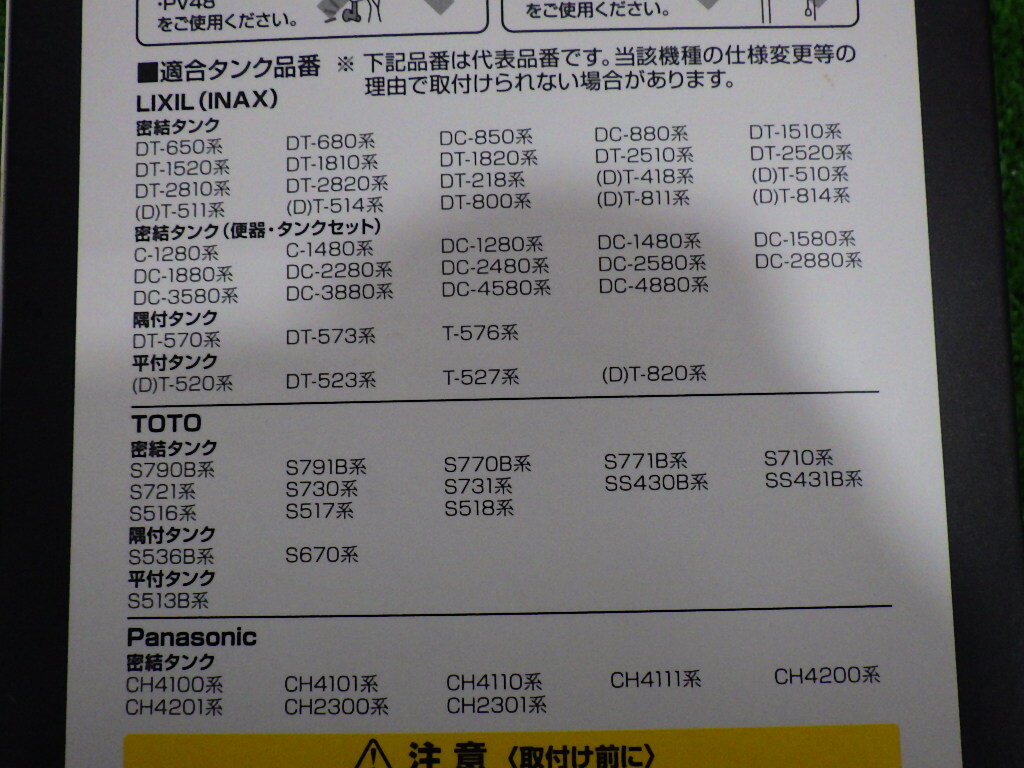 ・PV48
をご使用ください。
をご使用ください。
■適合タンク品番 ※ 下記品番は代表品番です。当該機種の仕様変更等の
理由で取付けられない場合があります。
LIXIL(INAX)
密結タンク
DT-650系 DT-680系 DC-850系 DC-880系 DT-1510系
DT-1520系 DT-1810系 DT-1820系 DT-2510系 DT-2520系
DT-2810系 DT-2820系 DT-218系 (D)T-418系 (D)T-510系
(D)T-511系 (D)T-514系 DT-800系 (D)T-811系 (D)T-814系
密結タンク(便器・タンクセット)
C-1280系 C-1480系 DC-1280系 DC-1480系 DC-1580系
DC-1880系 DC-2280系 DC-2480系 DC-2580系 DC-2880系
DC-3580系 DC-3880系 DC-4580系 DC-4880系
隅付タンク
DT-570系 DT-573系 T-576系
平付タンク
(D)T-520系 DT-523系 T-527系 (D)T-820系
TOTO
密結タンク
S790B系 S791B系 S770B系 S771B系 S710系
S721系 S730系 S731系 SS430B系 SS431B系
S516系 S517系 S518系
隅付タンク
S536B系 S670系
平付タンク
S513B系
Panasonic
密結タンク
CH4100系 CH4101系 CH4110系 CH4111系 CH4200系
CH4201系 CH2300系 CH2301系
注意〈取付け前に〉